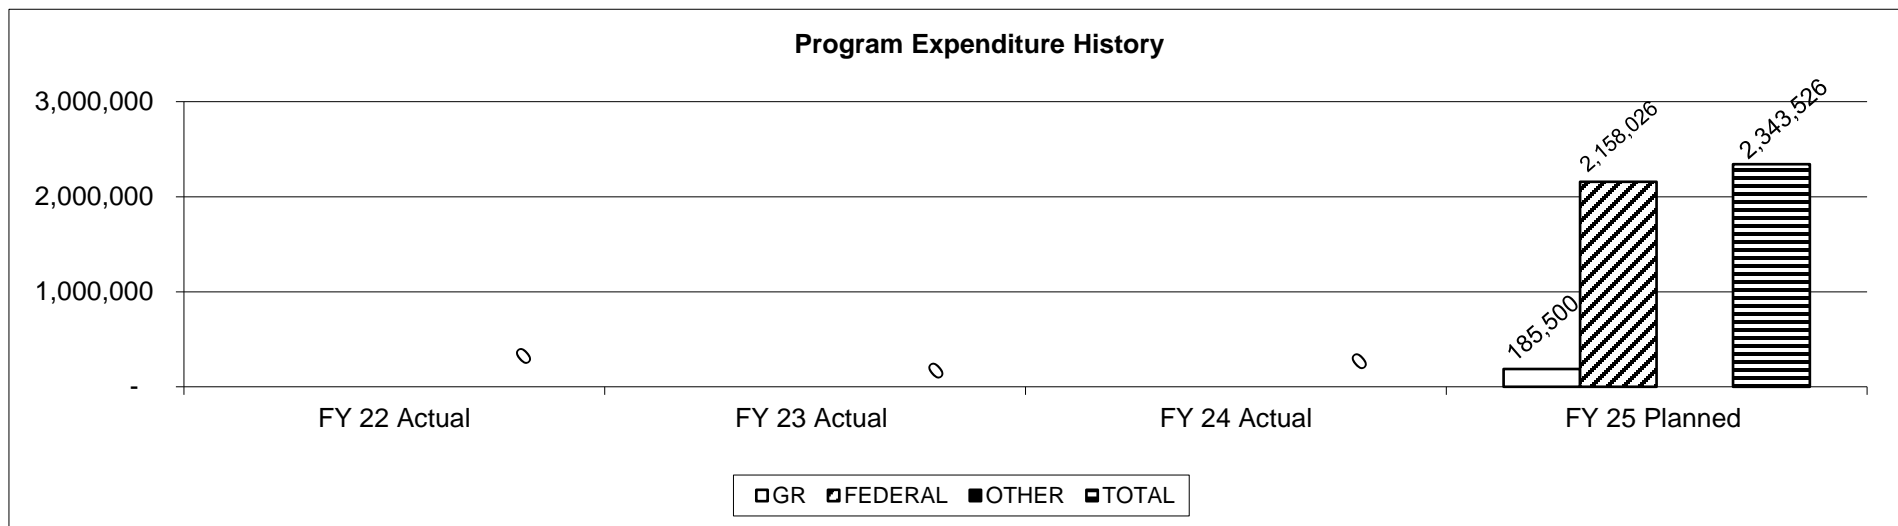 Program Expenditure History
3,000,000
2,000,000
1,000,000
-
0
0
0
185,500
2,158,026
2,343,526
FY 22 Actual
FY 23 Actual
FY 24 Actual
FY 25 Planned
GR FEDERAL OTHER TOTAL